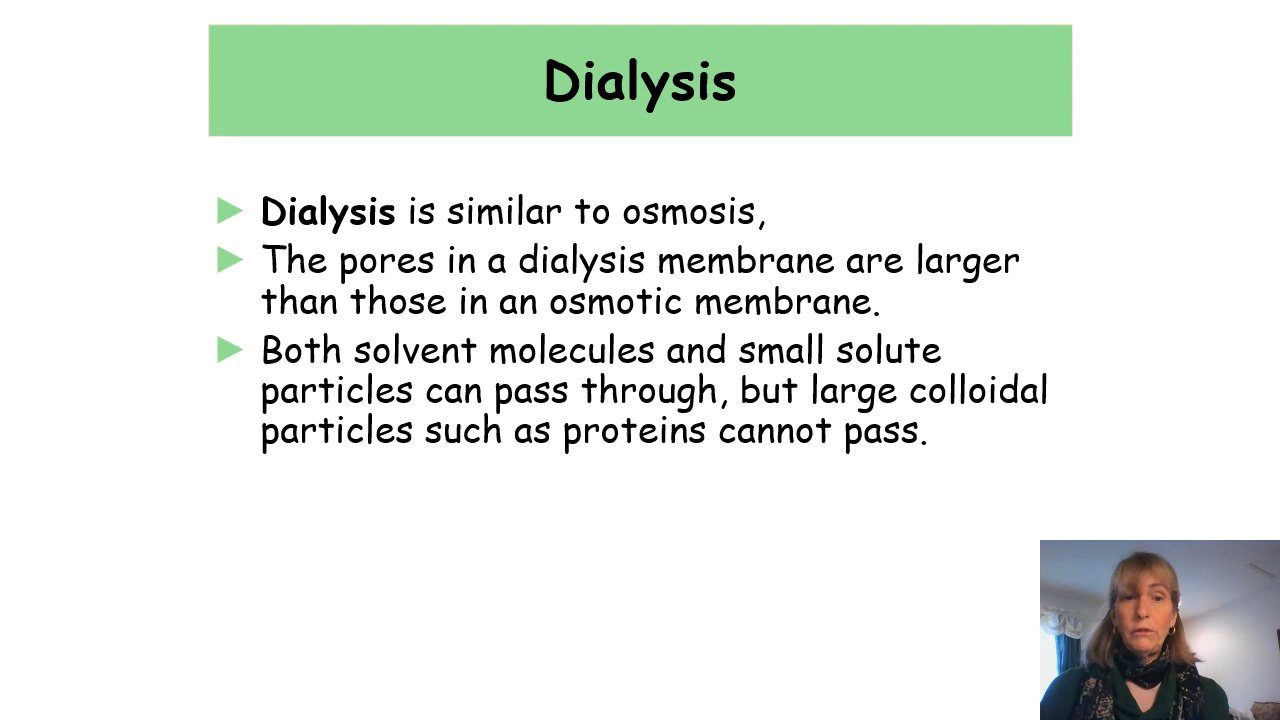 Dialysis
Dialysis is similar to osmosis,
The pores in a dialysis membrane are larger
than those in an osmotic membrane.
Both solvent molecules and small solute
particles can pass through, but large colloidal
particles such as proteins cannot pass.